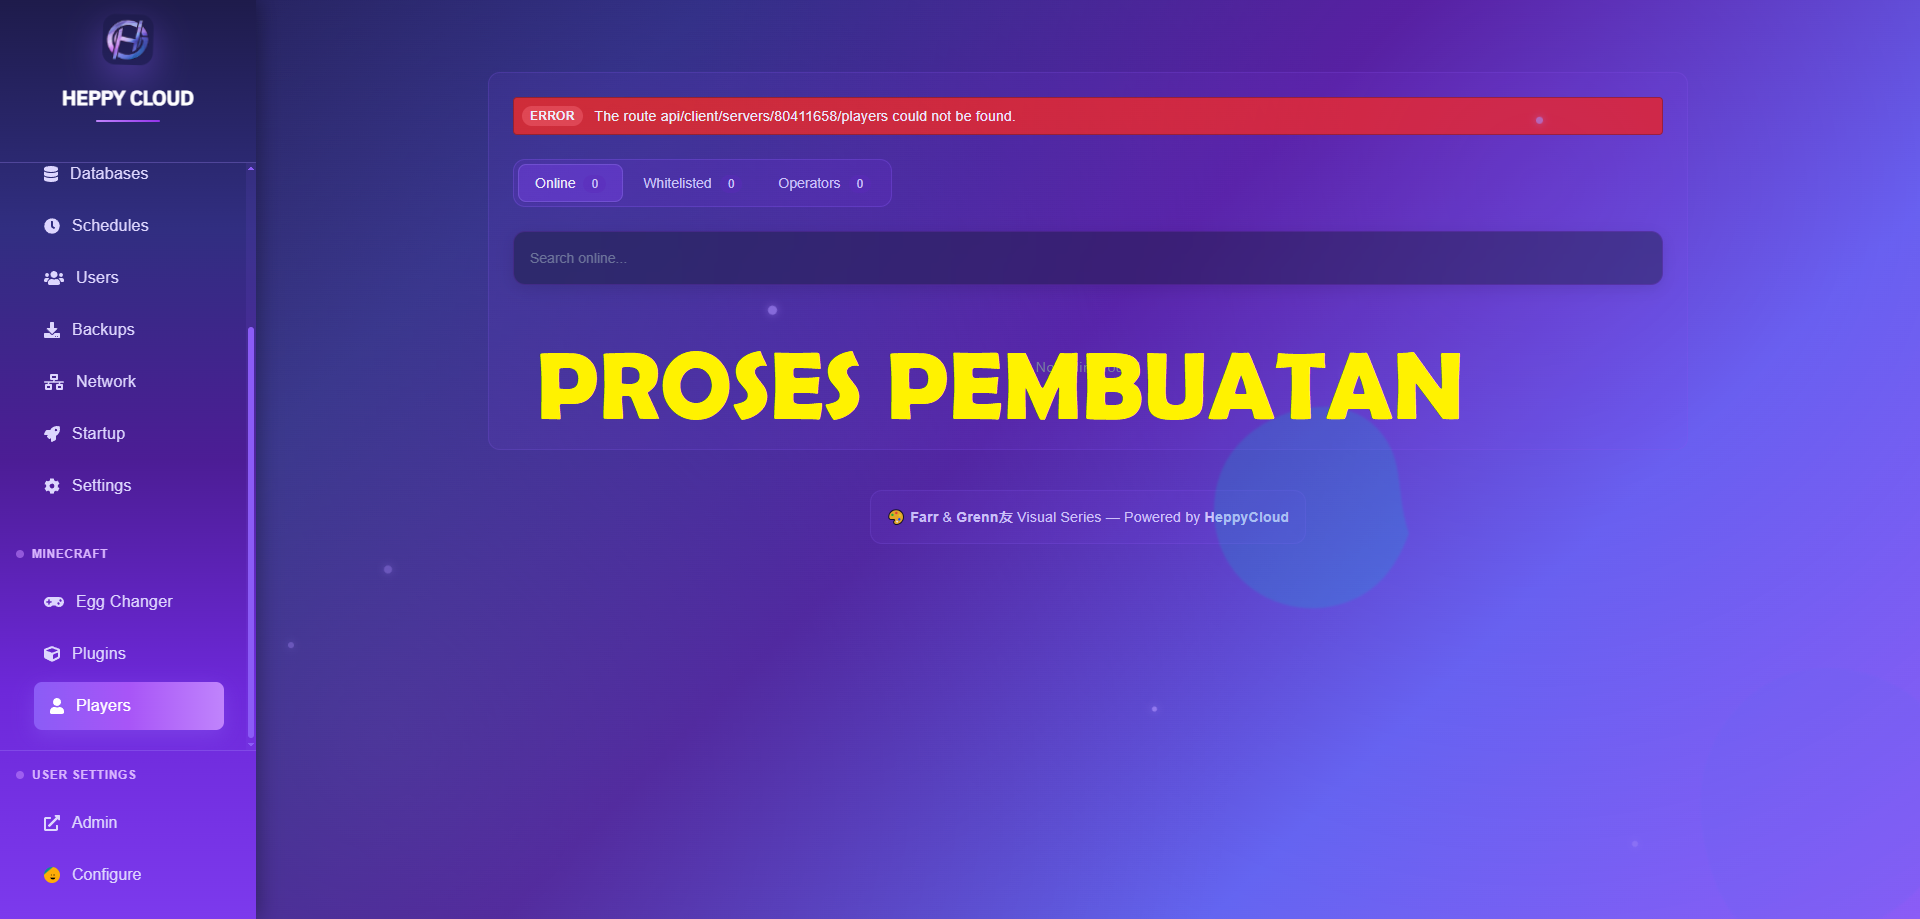 HEPPY CLOUD
Databases
Schedules
Users
Backups
Network
Startup
Settings
MINECRAFT
Egg Changer
Plugins
Players
USER SETTINGS
Admin
Configure
ERROR The route api/client/servers/80411658/players could not be found.
Online 0 Whitelisted 0 Operators 0
Search online...
PROSES PEMBUATAN
Farr & Grenn友 Visual Series — Powered by HeppyCloud